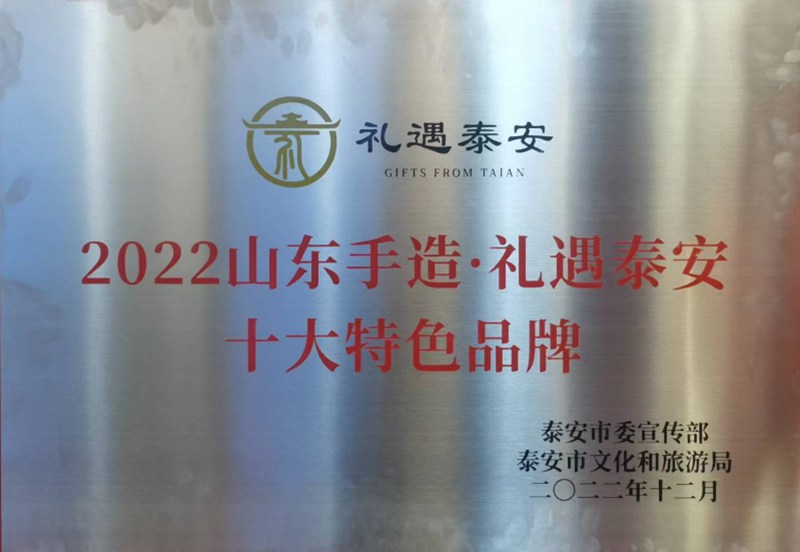 礼遇泰安
GIFTS FROM TAIAN
2022山东手造·礼遇泰安
十大特色品牌
泰安市委宣传部
泰安市文化和旅游局
二〇二二年十二月